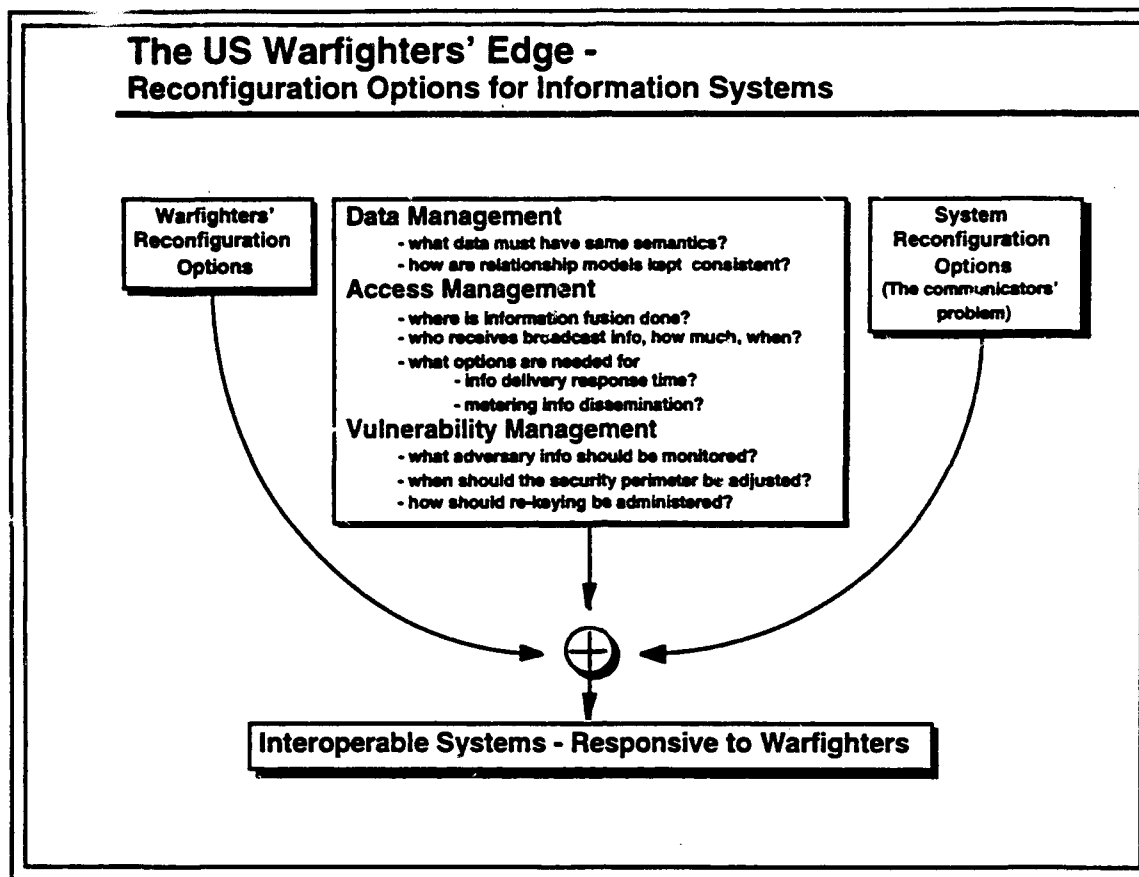 The US Warfighters' Edge -
Reconfiguration Options for Information Systems
Warfighters'
Reconfiguration
Options
Data Management
- what data must have same semantics?
- how are relationship models kept consistent?
Access Management
- where is information fusion done?
- who receives broadcast info, how much, when?
- what options are needed for
- info delivery response time?
- metering info dissemination?
Vulnerability Management
- what adversary info should be monitored?
- when should the security perimeter be adjusted?
- how should re-keying be administered?
System
Reconfiguration
Options
(The communicators'
problem)
Interoperable Systems - Responsive to Warfighters